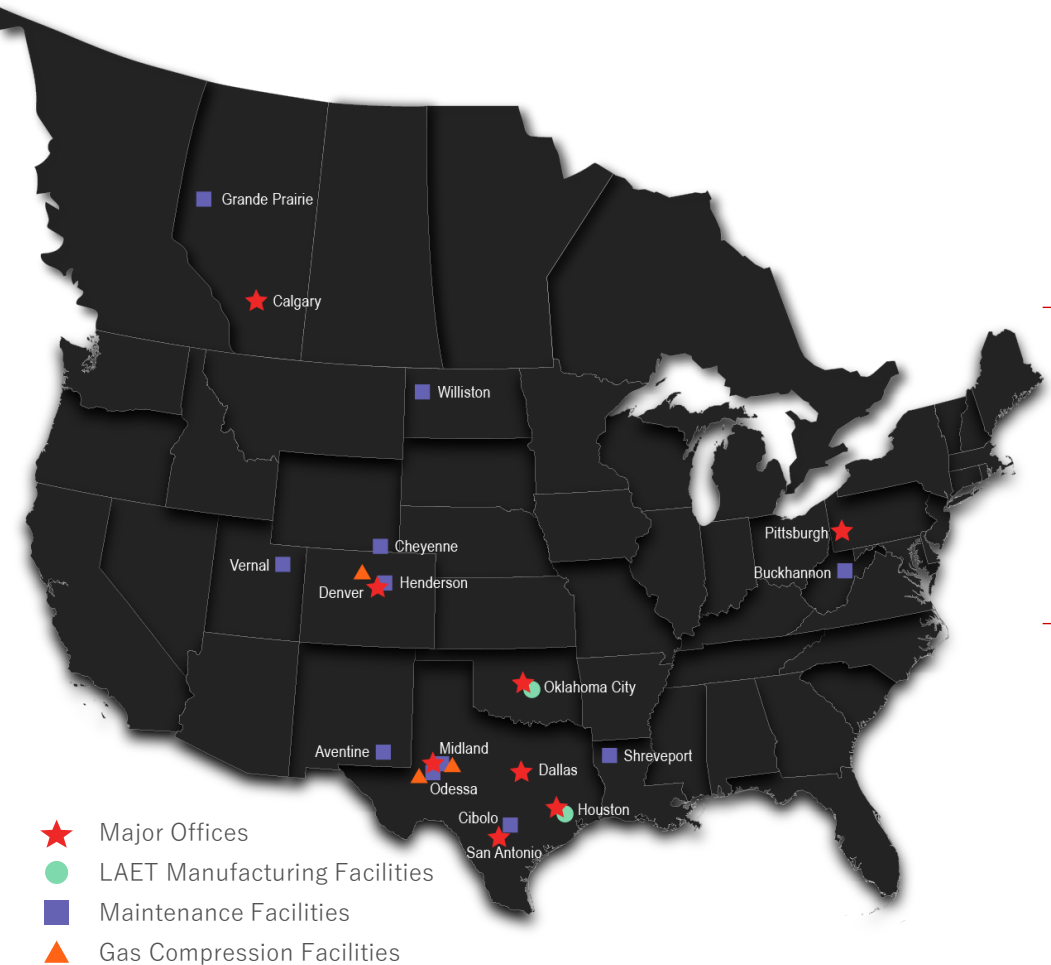 Grande Prairie
Calgary
Williston
Pittsburgh
Cheyenne
Vernal
Buckhannon
Henderson
Denver
Oklahoma City
Midland
Aventine
Shreveport
Dallas
Odessa
Houston
Cibolo
San Antonio
Major Offices
LAET Manufacturing Facilities
Maintenance Facilities
Gas Compression Facilities